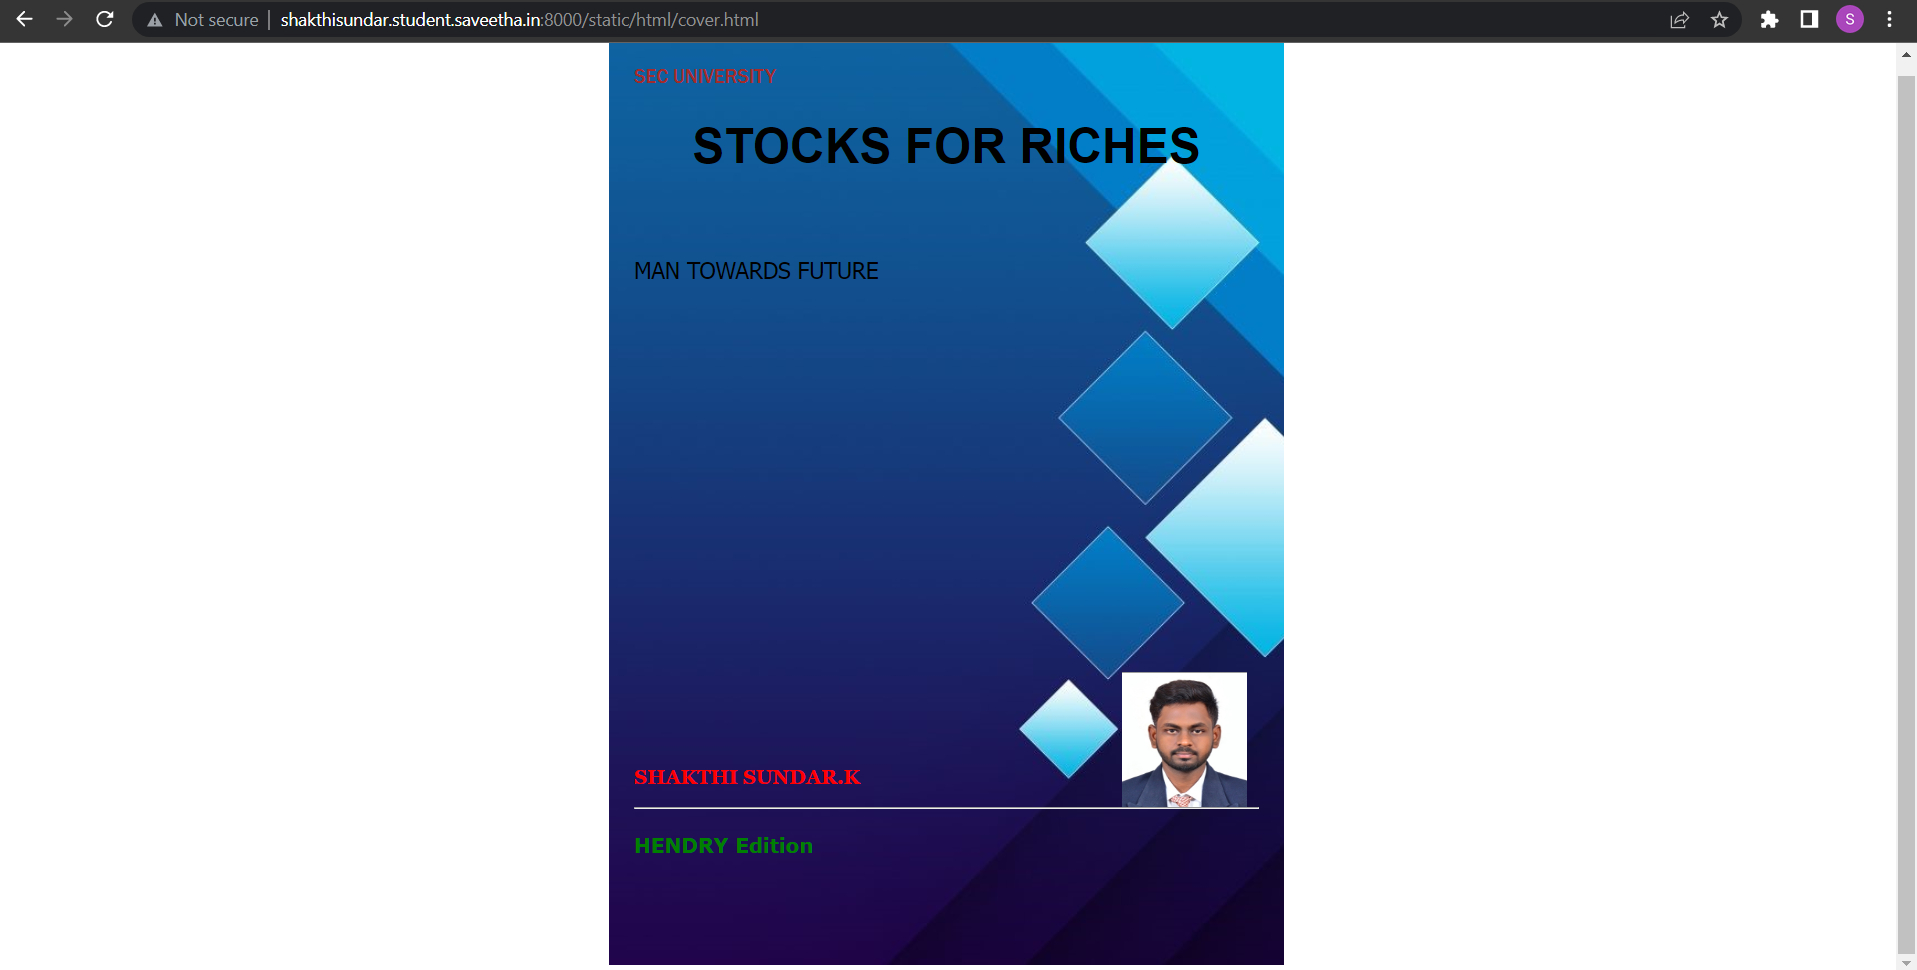 Not secure | shakthisundar.student.saveetha.in:8000/static/html/cover.html
S
SEC UNIVERSITY
STOCKS FOR RICHES
MAN TOWARDS FUTURE
SHAKTHI SUNDAR.K
HENDRY Edition